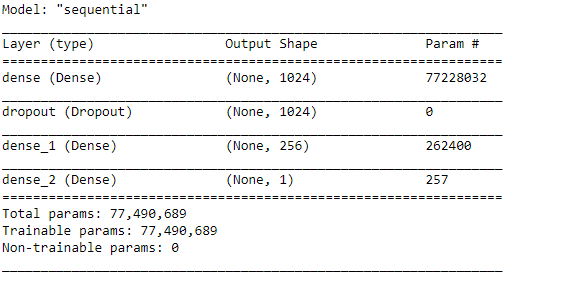 Model: "sequential"
_________________________________________________________________
Layer (type)                 Output Shape              Param #
=================================================================
dense (Dense)                (None, 1024)              77228032
_________________________________________________________________
dropout (Dropout)            (None, 1024)              0
_________________________________________________________________
dense_1 (Dense)              (None, 256)               262400
_________________________________________________________________
dense_2 (Dense)              (None, 1)                 257
=================================================================
Total params: 77,490,689
Trainable params: 77,490,689
Non-trainable params: 0
_________________________________________________________________